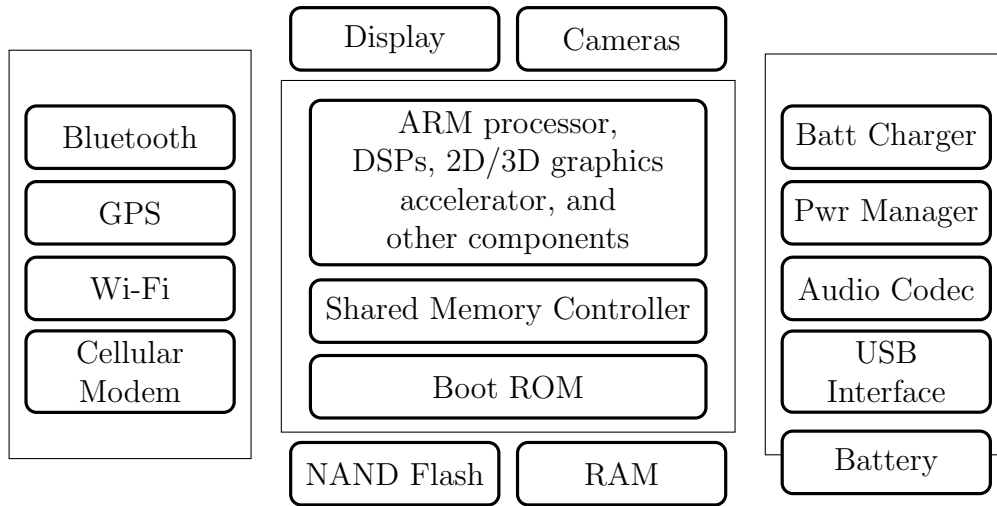 Display
Cameras
Bluetooth
GPS
Wi-Fi
Cellular
Modem
ARM processor,
DSPs, 2D/3D graphics
accelerator, and
other components
Shared Memory Controller
Boot ROM
Batt Charger
Pwr Manager
Audio Codec
USB
Interface
Battery
NAND Flash
RAM